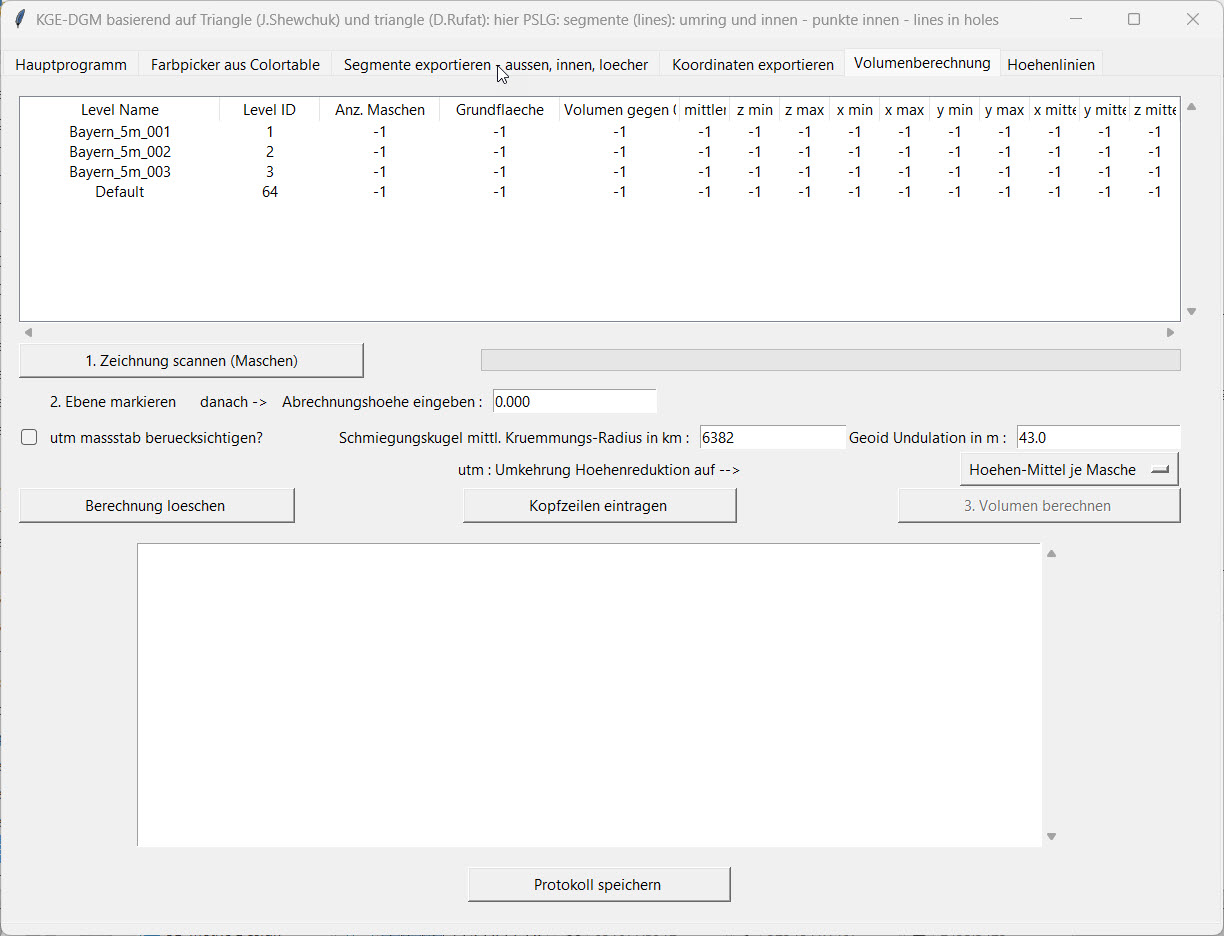 KGE-DGM basierend auf Triangle (J.Shewchuk) und triangle (D.Rufat): hier PSLG: segmente (lines): umring und innen - punkte innen - lines in holes
Hauptprogramm Farbpicker aus Colortable Segmente exportieren - aussen, innen, loecher Koordinaten exportieren Volumenberechnung Hoehenlinien
Level Name Level ID Anz. Maschen Grundflaeche Volumen gegen ( mittler z min z max x min x max y min y max x mitte y mitte z mitte
Bayern_5m_001 1 -1 -1 -1 -1 -1 -1 -1 -1 -1 -1 -1 -1 -1
Bayern_5m_002 2 -1 -1 -1 -1 -1 -1 -1 -1 -1 -1 -1 -1 -1
Bayern_5m_003 3 -1 -1 -1 -1 -1 -1 -1 -1 -1 -1 -1 -1 -1
Default 64 -1 -1 -1 -1 -1 -1 -1 -1 -1 -1 -1 -1 -1
1. Zeichnung scannen (Maschen)
2. Ebene markieren danach -> Abrechnungshoehe eingeben : 0.000
utm massstab beruecksichtigen? Schmiegungskugel mittl. Kruemmungs-Radius in km : 6382 Geoid Undulation in m : 43.0
utm : Umkehrung Hoehenreduktion auf --> Hoehen-Mittel je Masche
Berechnung loeschen Kopfzeilen eintragen 3. Volumen berechnen
Protokoll speichern